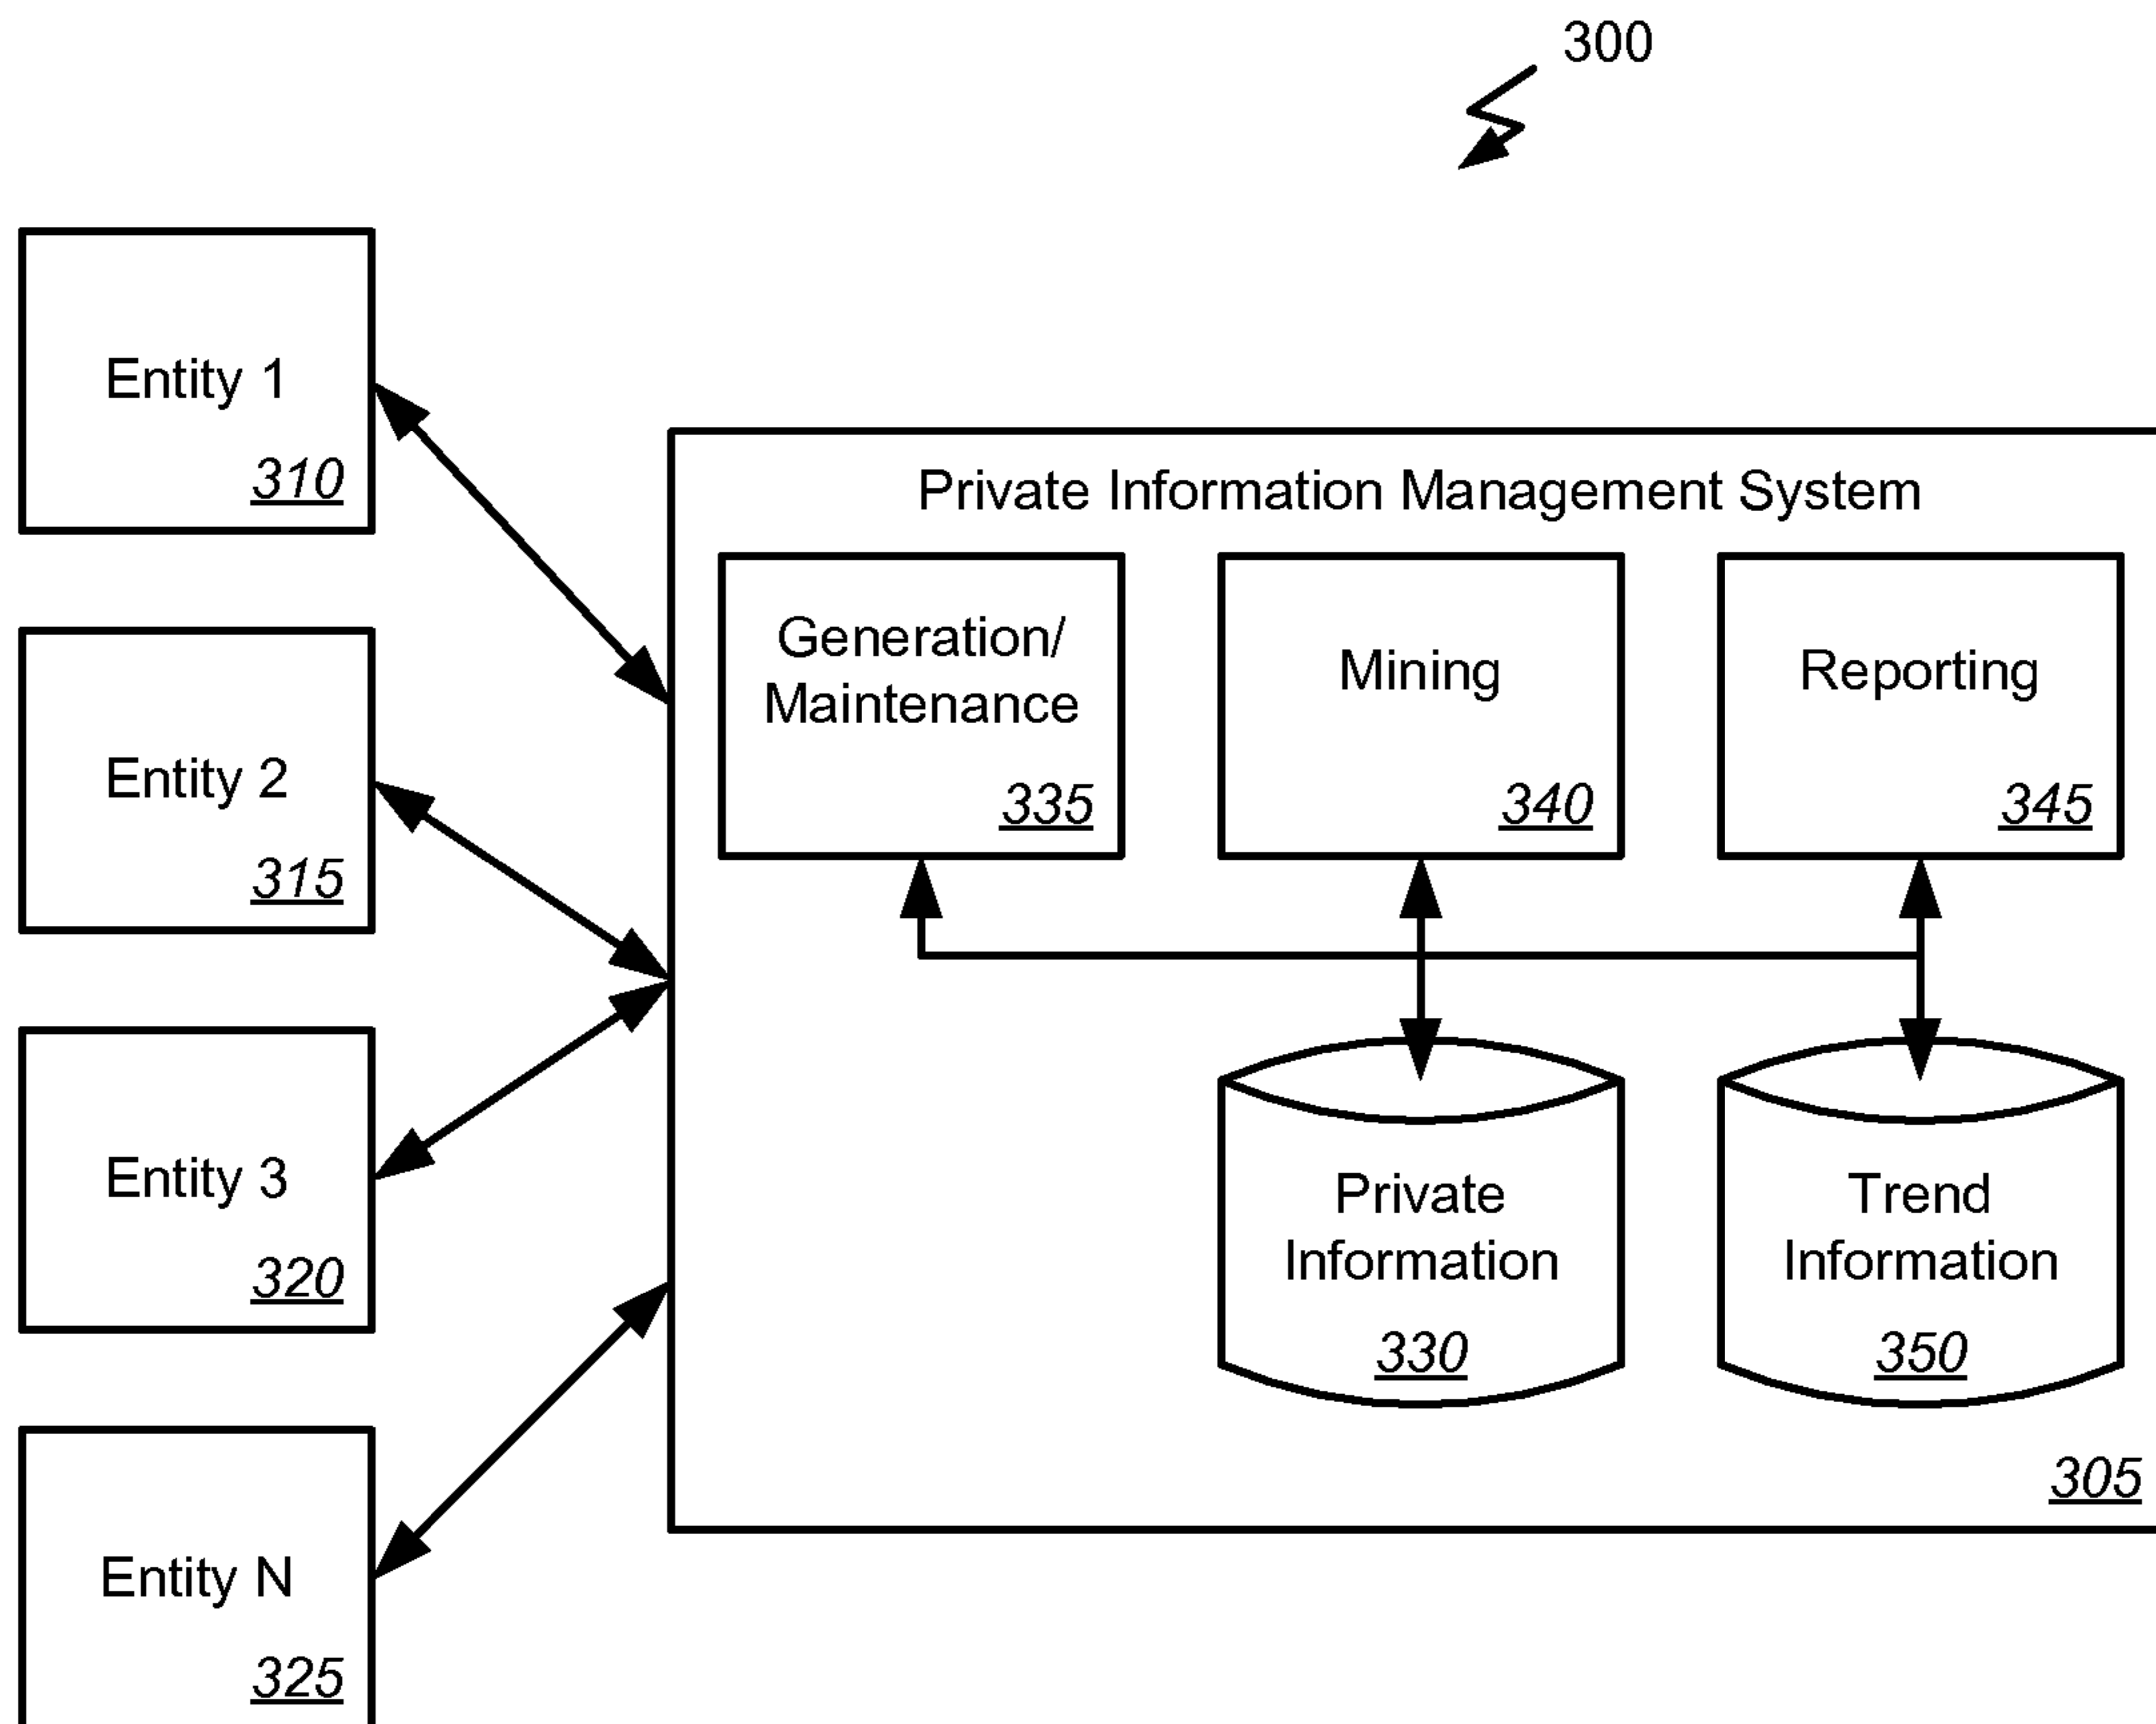 300
Entity 1
310
Entity 2
315
Entity 3
320
Entity N
325
Private Information Management System
Generation/
Maintenance
335
Mining
340
Reporting
345
Private
Information
330
Trend
Information
350
305